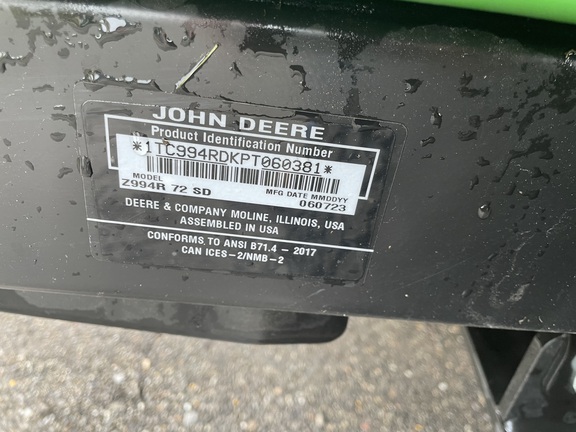 JOHN DEERE
Product Identification Number
*1TC994RDKPT060381*
MODEL MFG DATE MMDDYY
Z994R 72 SD 060723
DEERE & COMPANY MOLINE, ILLINOIS, USA
ASSEMBLED IN USA
CONFORMS TO ANSI B71.4 – 2017
CAN ICES-2/NMB-2